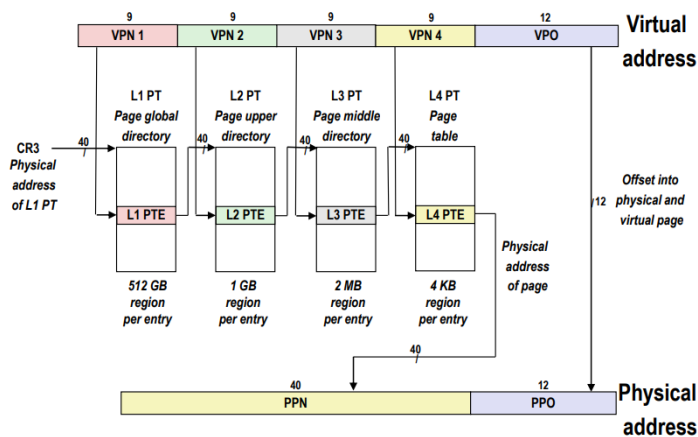 9 9 9 9 12
VPN 1 VPN 2 VPN 3 VPN 4 VPO
Virtual
address
L1 PT L2 PT L3 PT L4 PT
Page global Page upper Page middle Page
directory directory directory table
CR3 40 40 40 40
Physical
address
of L1 PT
L1 PTE L2 PTE L3 PTE L4 PTE
Offset into
12 physical and
virtual page
Physical
address
of page
512 GB 1 GB 2 MB 4 KB
region region region region
per entry per entry per entry per entry
40
40 12
PPN PPO
Physical
address